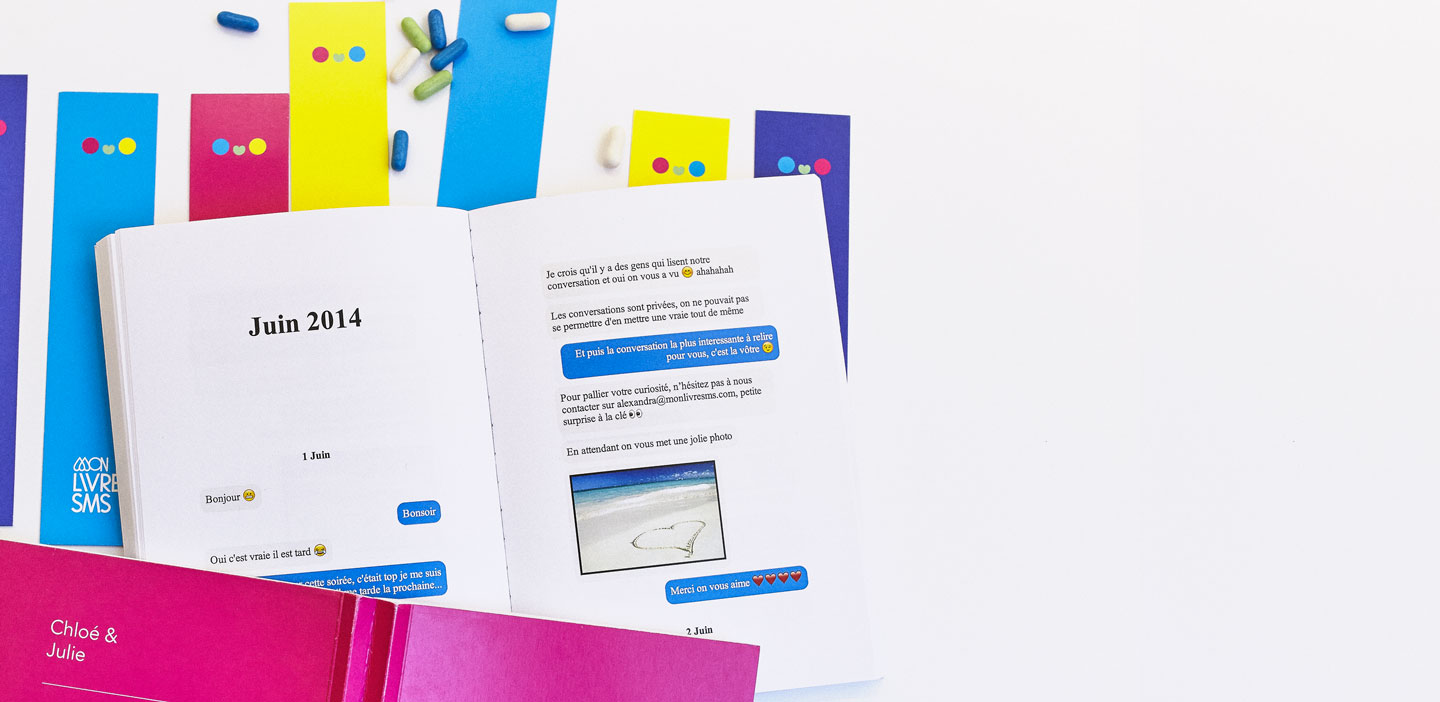 MON
LIVRE
SMS
Juin 2014
1 Juin
Bonjour 😄
Bonsoir
Oui c'est vraie il est tard 😂
cette soirée, c'était top je me suis
tarde la prochaine...
Je crois qu'il y a des gens qui lisent notre
conversation et oui on vous a vu 😄 ahahahah
Les conversations sont privées, on ne pouvait pas
se permettre d'en mettre une vraie tout de même
Et puis la conversation la plus interessante à relire
pour vous, c'est la vôtre 😉
Pour pallier votre curiosité, n'hésitez pas à nous
contacter sur alexandra@monlivresms.com, petite
surprise à la clé 👀
En attendant on vous met une jolie photo
Merci on vous aime ❤❤❤❤
2 Juin
Chloé &
Julie